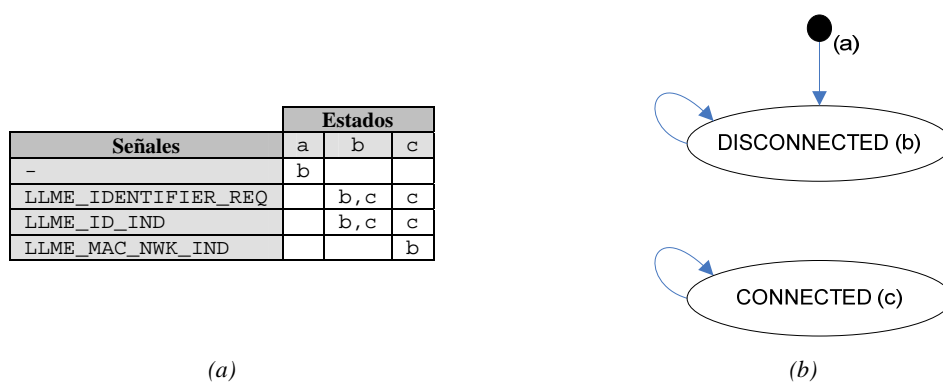 (a)
DISCONNECTED (b)
Estados
Señales a b c
- b
LLME_IDENTIFIER_REQ b,c c
LLME_ID_IND b,c c
LLME_MAC_NWK_IND b
CONNECTED (c)
(a) (b)